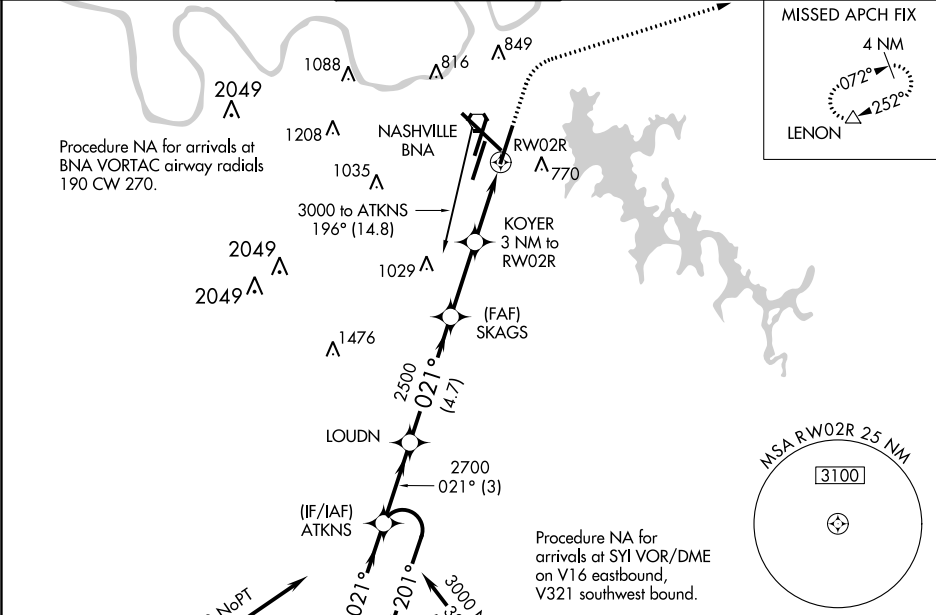 MISSED APCH FIX
4 NM
072°
252°
LENON
849
816
1088
2049
1208
NASHVILLE
BNA
RW02R
770
Procedure NA for arrivals at
BNA VORTAC airway radials
190 CW 270.
1035
3000 to ATKNS
196° (14.8)
KOYER
3 NM to
RW02R
1029
2049
2049
(FAF)
SKAGS
1476
2500
021°
(4.7)
LOUDN
2700
021° (3)
(IF/IAF)
ATKNS
MSA RW02R 25 NM
3100
Procedure NA for
arrivals at SYI VOR/DME
on V16 eastbound,
V321 southwest bound.
NoPT
021°
201°
3000